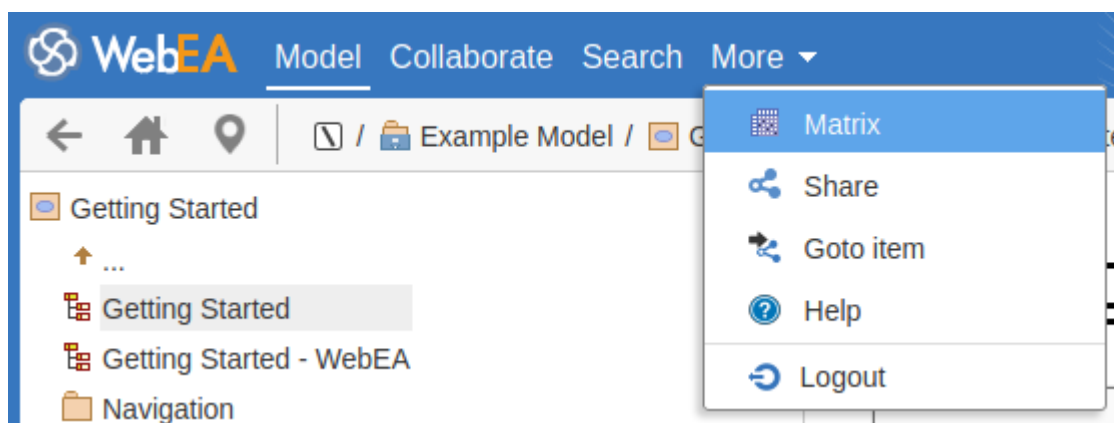 WebEA Model Collaborate Search More
/ Example Model /
Matrix
Share
Goto item
Help
Logout
Getting Started
...
Getting Started
Getting Started - WebEA
Navigation